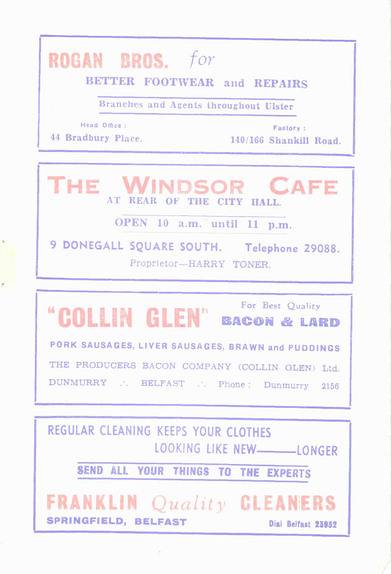 ROGAN BROS. for
BETTER FOOTWEAR and REPAIRS
Branches and Agents throughout Ulster
Head Office : Factory :
44 Bradbury Place. 140/166 Shankill Road.
THE WINDSOR CAFE
AT REAR OF THE CITY HALL.
OPEN 10 a.m. until 11 p.m.
9 DONEGALL SQUARE SOUTH. Telephone 29088.
Proprietor—HARRY TONER.
"COLLIN GLEN" For Best Quality
BACON & LARD
PORK SAUSAGES, LIVER SAUSAGES, BRAWN and PUDDINGS
THE PRODUCERS BACON COMPANY (COLLIN GLEN) Ltd.
DUNMURRY .·. BELFAST .·. Phone : Dunmurry 2156
REGULAR CLEANING KEEPS YOUR CLOTHES
LOOKING LIKE NEW——LONGER
SEND ALL YOUR THINGS TO THE EXPERTS
FRANKLIN Quality CLEANERS
SPRINGFIELD, BELFAST Dial Belfast 23952